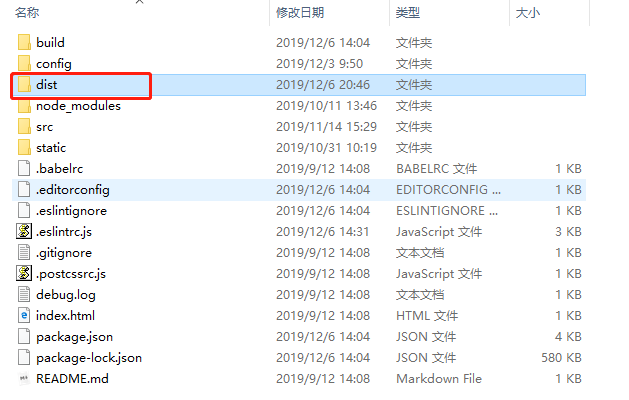 名称 修改日期 类型 大小
build 2019/12/6 14:04 文件夹
config 2019/12/3 9:50 文件夹
dist 2019/12/6 20:46 文件夹
node_modules 2019/10/11 13:46 文件夹
src 2019/11/14 15:29 文件夹
static 2019/10/31 10:19 文件夹
.babelrc 2019/9/12 14:08 BABELRC 文件 1 KB
.editorconfig 2019/12/6 14:04 EDITORCONFIG ... 1 KB
.eslintignore 2019/12/6 14:04 ESLINTIGNORE ... 1 KB
.eslintrc.js 2019/12/6 14:31 JavaScript 文件 3 KB
.gitignore 2019/9/12 14:08 文本文档 1 KB
.postcssrc.js 2019/9/12 14:08 JavaScript 文件 1 KB
debug.log 2019/9/12 14:08 文本文档 1 KB
index.html 2019/9/12 14:08 HTML 文件 1 KB
package.json 2019/12/6 14:04 JSON 文件 4 KB
package-lock.json 2019/12/6 14:04 JSON 文件 580 KB
README.md 2019/9/12 14:08 Markdown File 1 KB